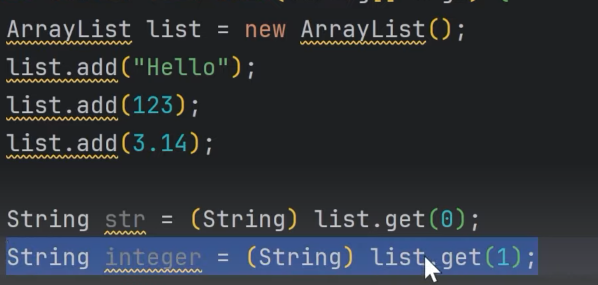 ArrayList list = new ArrayList();
list.add("Hello");
list.add(123);
list.add(3.14);
String str = (String) list.get(0);
String integer = (String) list.get(1);